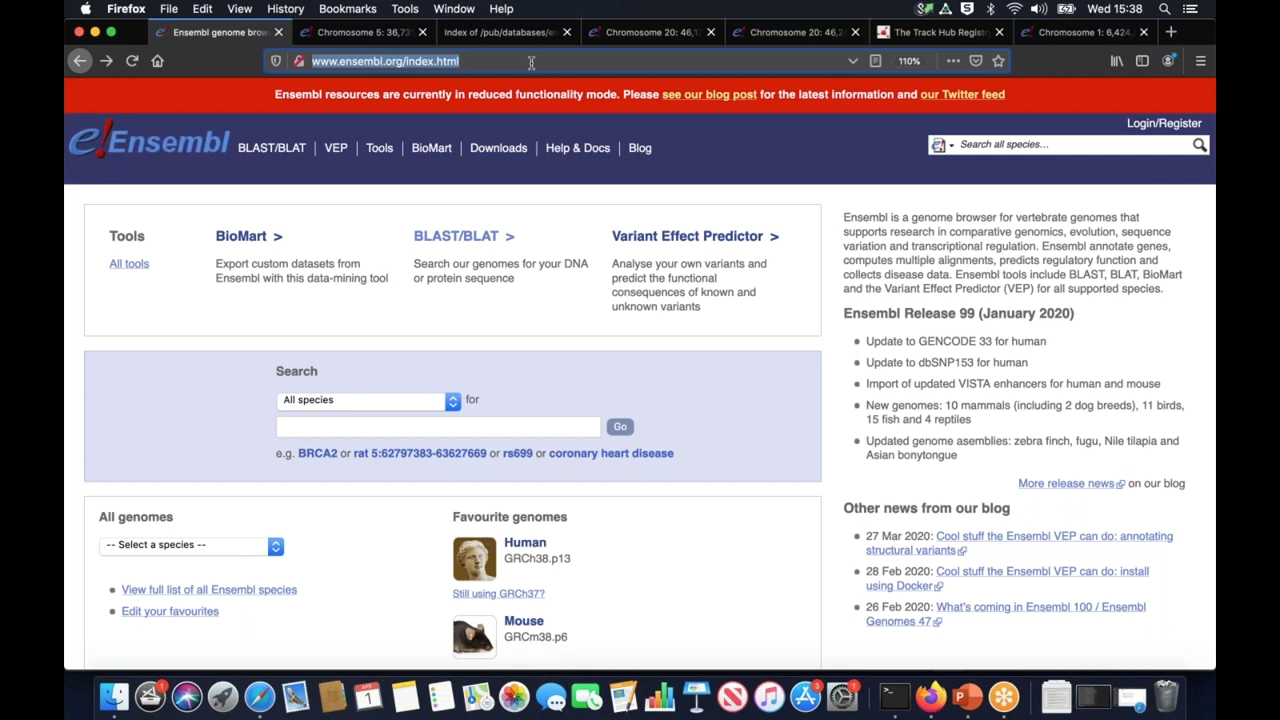 Firefox File Edit View History Bookmarks Tools Window Help Wed 15:38
Ensembl genome brow Chromosome 5: 36,73 Index of /pub/databases/en Chromosome 20: 46,1 Chromosome 20: 46,2 The Track Hub Registr Chromosome 1: 6,424,
www.ensembl.org/index.html 110%
Ensembl resources are currently in reduced functionality mode. Please see our blog post for the latest information and our Twitter feed
Login/Register
e!Ensembl BLAST/BLAT VEP Tools BioMart Downloads Help & Docs Blog Search all species...
Tools
All tools
BioMart >
Export custom datasets from
Ensembl with this data-mining tool
BLAST/BLAT >
Search our genomes for your DNA
or protein sequence
Variant Effect Predictor >
Analyse your own variants and
predict the functional
consequences of known and
unknown variants
Search
All species for
Go
e.g. BRCA2 or rat 5:62797383-63627669 or rs699 or coronary heart disease
All genomes
-- Select a species --
View full list of all Ensembl species
Edit your favourites
Favourite genomes
Human
GRCh38.p13
Still using GRCh37?
Mouse
GRCm38.p6
Ensembl is a genome browser for vertebrate genomes that
supports research in comparative genomics, evolution, sequence
variation and transcriptional regulation. Ensembl annotate genes,
computes multiple alignments, predicts regulatory function and
collects disease data. Ensembl tools include BLAST, BLAT, BioMart
and the Variant Effect Predictor (VEP) for all supported species.
Ensembl Release 99 (January 2020)
Update to GENCODE 33 for human
Update to dbSNP153 for human
Import of updated VISTA enhancers for human and mouse
New genomes: 10 mammals (including 2 dog breeds), 11 birds,
15 fish and 4 reptiles
Updated genome asemblies: zebra finch, fugu, Nile tilapia and
Asian bonytongue
More release news on our blog
Other news from our blog
27 Mar 2020: Cool stuff the Ensembl VEP can do: annotating
structural variants
28 Feb 2020: Cool stuff the Ensembl VEP can do: install
using Docker
26 Feb 2020: What's coming in Ensembl 100 / Ensembl
Genomes 47